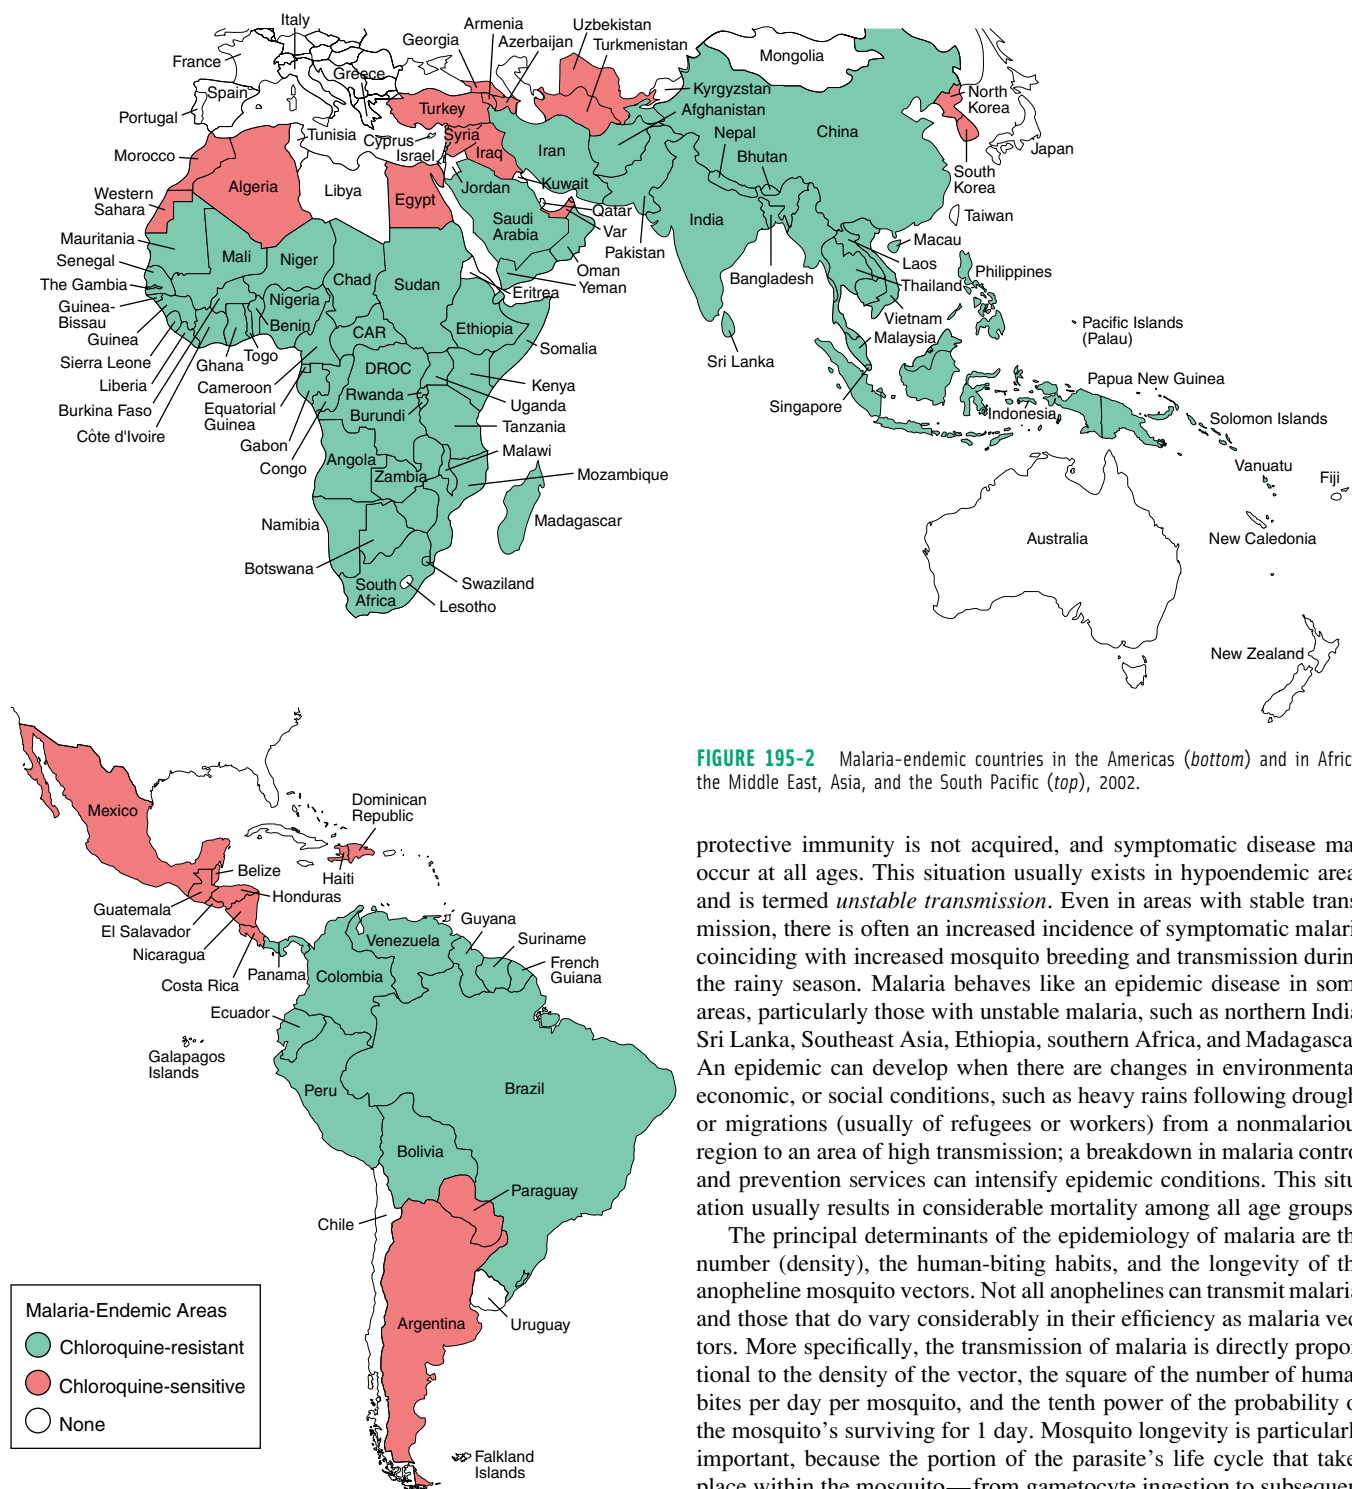 Italy
France
Spain
Portugal
Greece
Armenia
Georgia
Azerbaijan
Uzbekistan
Turkmenistan
Mongolia
Kyrgyzstan
Afghanistan
Nepal
Bhutan
China
North
Korea
South
Korea
Japan
Taiwan
Turkey
Tunisia
Cyprus
Syria
Israel
Iraq
Iran
Morocco
Algeria
Libya
Egypt
Jordan
Kuwait
Western
Sahara
Saudi
Arabia
Qatar
Var
Pakistan
India
Bangladesh
Macau
Laos
Thailand
Philippines
Mauritania
Senegal
The Gambia
Guinea-
Bissau
Guinea
Sierra Leone
Liberia
Burkina Faso
Côte d'Ivoire
Mali
Niger
Chad
Sudan
Oman
Yemen
Eritrea
Nigeria
Benin
Togo
Ghana
Cameroon
Equatorial
Guinea
Gabon
Congo
CAR
Ethiopia
Somalia
DROC
Rwanda
Burundi
Kenya
Uganda
Tanzania
Malawi
Mozambique
Angola
Zambia
Namibia
Botswana
Madagascar
South
Africa
Swaziland
Lesotho
Vietnam
Malaysia
Sri Lanka
Singapore
Indonesia
Pacific Islands
(Palau)
Papua New Guinea
Solomon Islands
Vanuatu
Fiji
New Caledonia
Australia
New Zealand
FIGURE 195-2 Malaria-endemic countries in the Americas (bottom) and in Afric
the Middle East, Asia, and the South Pacific (top), 2002.
Mexico
Dominican
Republic
Haiti
Belize
Honduras
Guatemala
El Salavador
Nicaragua
Costa Rica
Panama
Venezuela
Colombia
Guyana
Suriname
French
Guiana
Ecuador
Galapagos
Islands
Peru
Brazil
Bolivia
Paraguay
Chile
Argentina
Uruguay
Falkland
Islands
Malaria-Endemic Areas
Chloroquine-resistant
Chloroquine-sensitive
None
protective immunity is not acquired, and symptomatic disease ma
occur at all ages. This situation usually exists in hypoendemic area
and is termed unstable transmission. Even in areas with stable trans
mission, there is often an increased incidence of symptomatic malari
coinciding with increased mosquito breeding and transmission durin
the rainy season. Malaria behaves like an epidemic disease in som
areas, particularly those with unstable malaria, such as northern India
Sri Lanka, Southeast Asia, Ethiopia, southern Africa, and Madagasca
An epidemic can develop when there are changes in environmenta
economic, or social conditions, such as heavy rains following drough
or migrations (usually of refugees or workers) from a nonmalariou
region to an area of high transmission; a breakdown in malaria contro
and prevention services can intensify epidemic conditions. This situ
ation usually results in considerable mortality among all age groups
The principal determinants of the epidemiology of malaria are th
number (density), the human-biting habits, and the longevity of th
anopheline mosquito vectors. Not all anophelines can transmit malaria
and those that do vary considerably in their efficiency as malaria vec
tors. More specifically, the transmission of malaria is directly propor
tional to the density of the vector, the square of the number of huma
bites per day per mosquito, and the tenth power of the probability o
the mosquito's surviving for 1 day. Mosquito longevity is particularl
important, because the portion of the parasite's life cycle that take
place within the mosquito—from gametocyte ingestion to subsequen